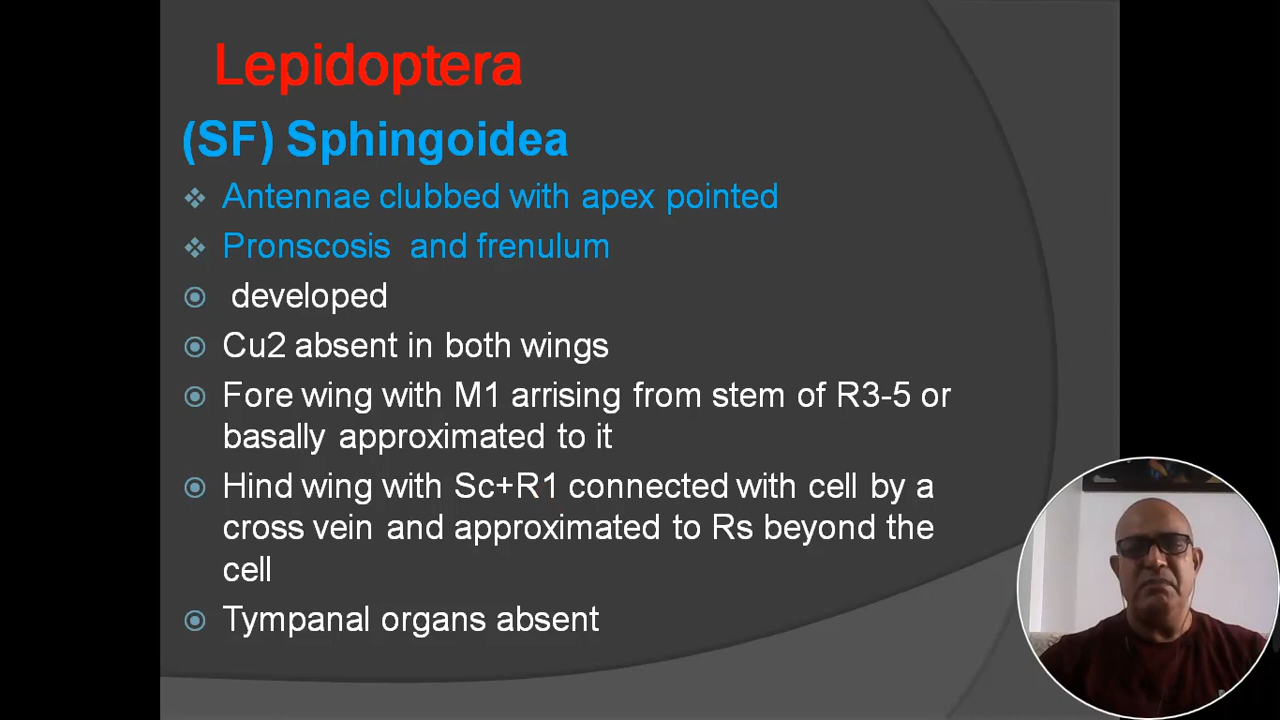 Lepidoptera
(SF) Sphingoidea
Antennae clubbed with apex pointed
Pronscosis and frenulum
developed
Cu2 absent in both wings
Fore wing with M1 arrising from stem of R3-5 or
basally approximated to it
Hind wing with Sc+R1 connected with cell by a
cross vein and approximated to Rs beyond the
cell
Tympanal organs absent